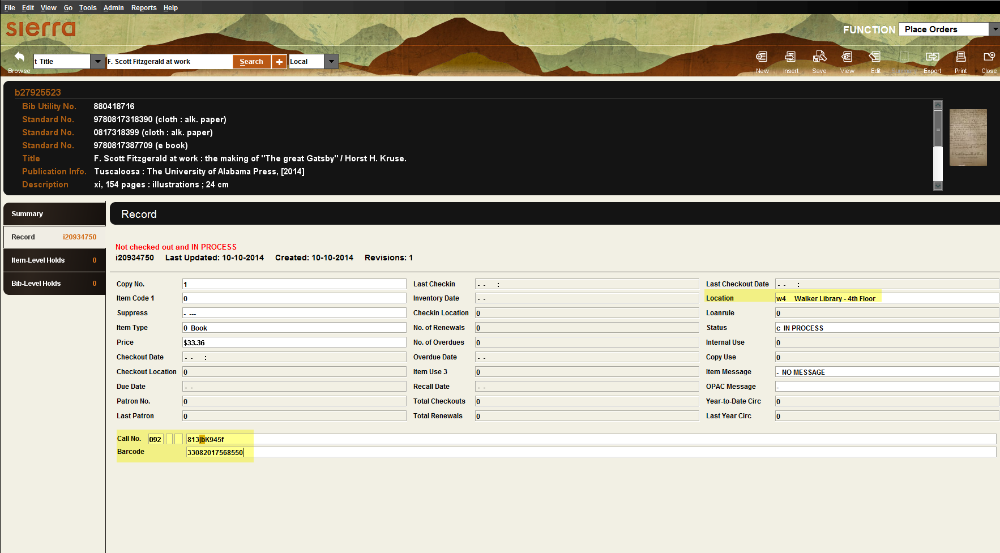 File Edit View Go Tools Admin Reports Help
sierra
FUNCTION Place Orders
t Title F. Scott Fitzgerald at work Search + Local
Browse New Insert Save View Edit Summary Export Print Close
b27925523
Bib Utility No. 880418716
Standard No. 9780817318390 (cloth : alk. paper)
Standard No. 0817318399 (cloth : alk. paper)
Standard No. 9780817387709 (e book)
Title F. Scott Fitzgerald at work : the making of "The great Gatsby" / Horst H. Kruse.
Publication Info. Tuscaloosa : The University of Alabama Press, [2014]
Description xi, 154 pages : illustrations ; 24 cm
Summary
Record i20934750
Item-Level Holds 0
Bib-Level Holds 0
Record
Not checked out and IN PROCESS
i20934750 Last Updated: 10-10-2014 Created: 10-10-2014 Revisions: 1
Copy No. 1 Last Checkin - - : Last Checkout Date - - :
Item Code 1 0 Inventory Date - - Location w4 Walker Library - 4th Floor
Suppress - --- Checkin Location 0 Loanrule 0
Item Type 0 Book No. of Renewals 0 Status c IN PROCESS
Price $33.36 No. of Overdues 0 Internal Use 0
Checkout Date - - : Overdue Date - - Copy Use 0
Checkout Location 0 Item Use 3 0 Item Message - NO MESSAGE
Due Date - - Recall Date - - OPAC Message -
Patron No. 0 Total Checkouts 0 Year-to-Date Circ 0
Last Patron 0 Total Renewals 0 Last Year Circ 0
Call No. 092 813|bK945f
Barcode 33082017568550